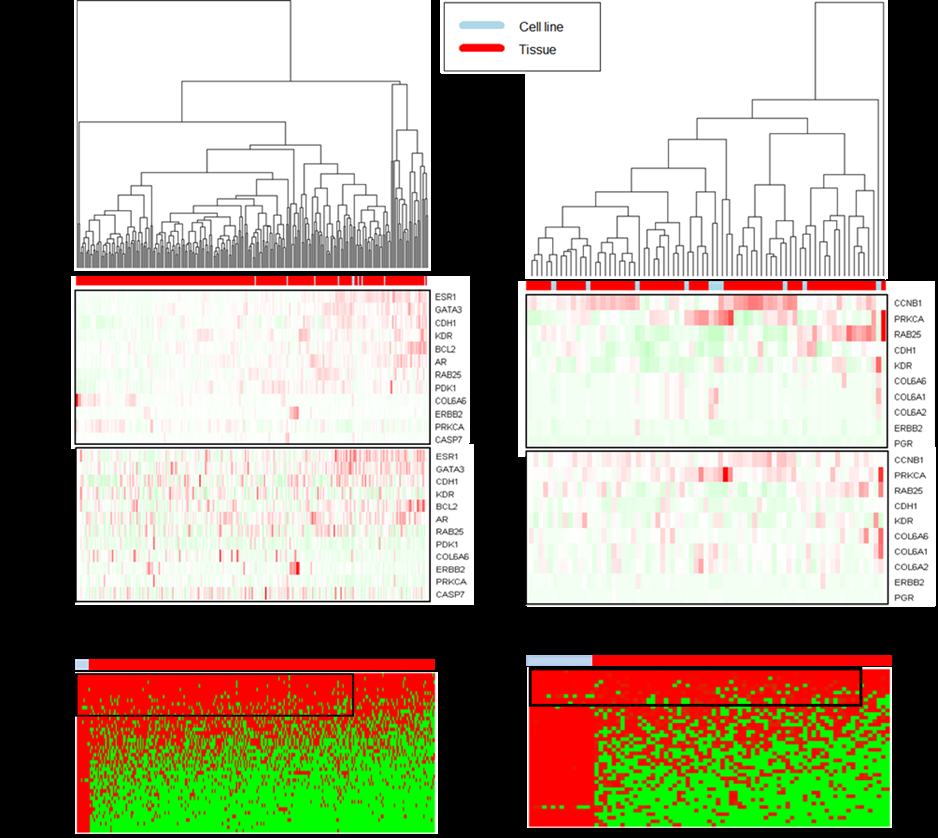 Cell line
Tissue
ESR1
GATA3
CDH1
KDR
BCL2
AR
RAB25
PDK1
COL6A6
ERBB2
PRKCA
CASP7
ESR1
GATA3
CDH1
KDR
BCL2
AR
RAB25
PDK1
COL6A6
ERBB2
PRKCA
CASP7
CCNB1
PRKCA
RAB25
CDH1
KDR
COL6A6
COL6A1
COL6A2
ERBB2
PGR
CCNB1
PRKCA
RAB25
CDH1
KDR
COL6A6
COL6A1
COL6A2
ERBB2
PGR